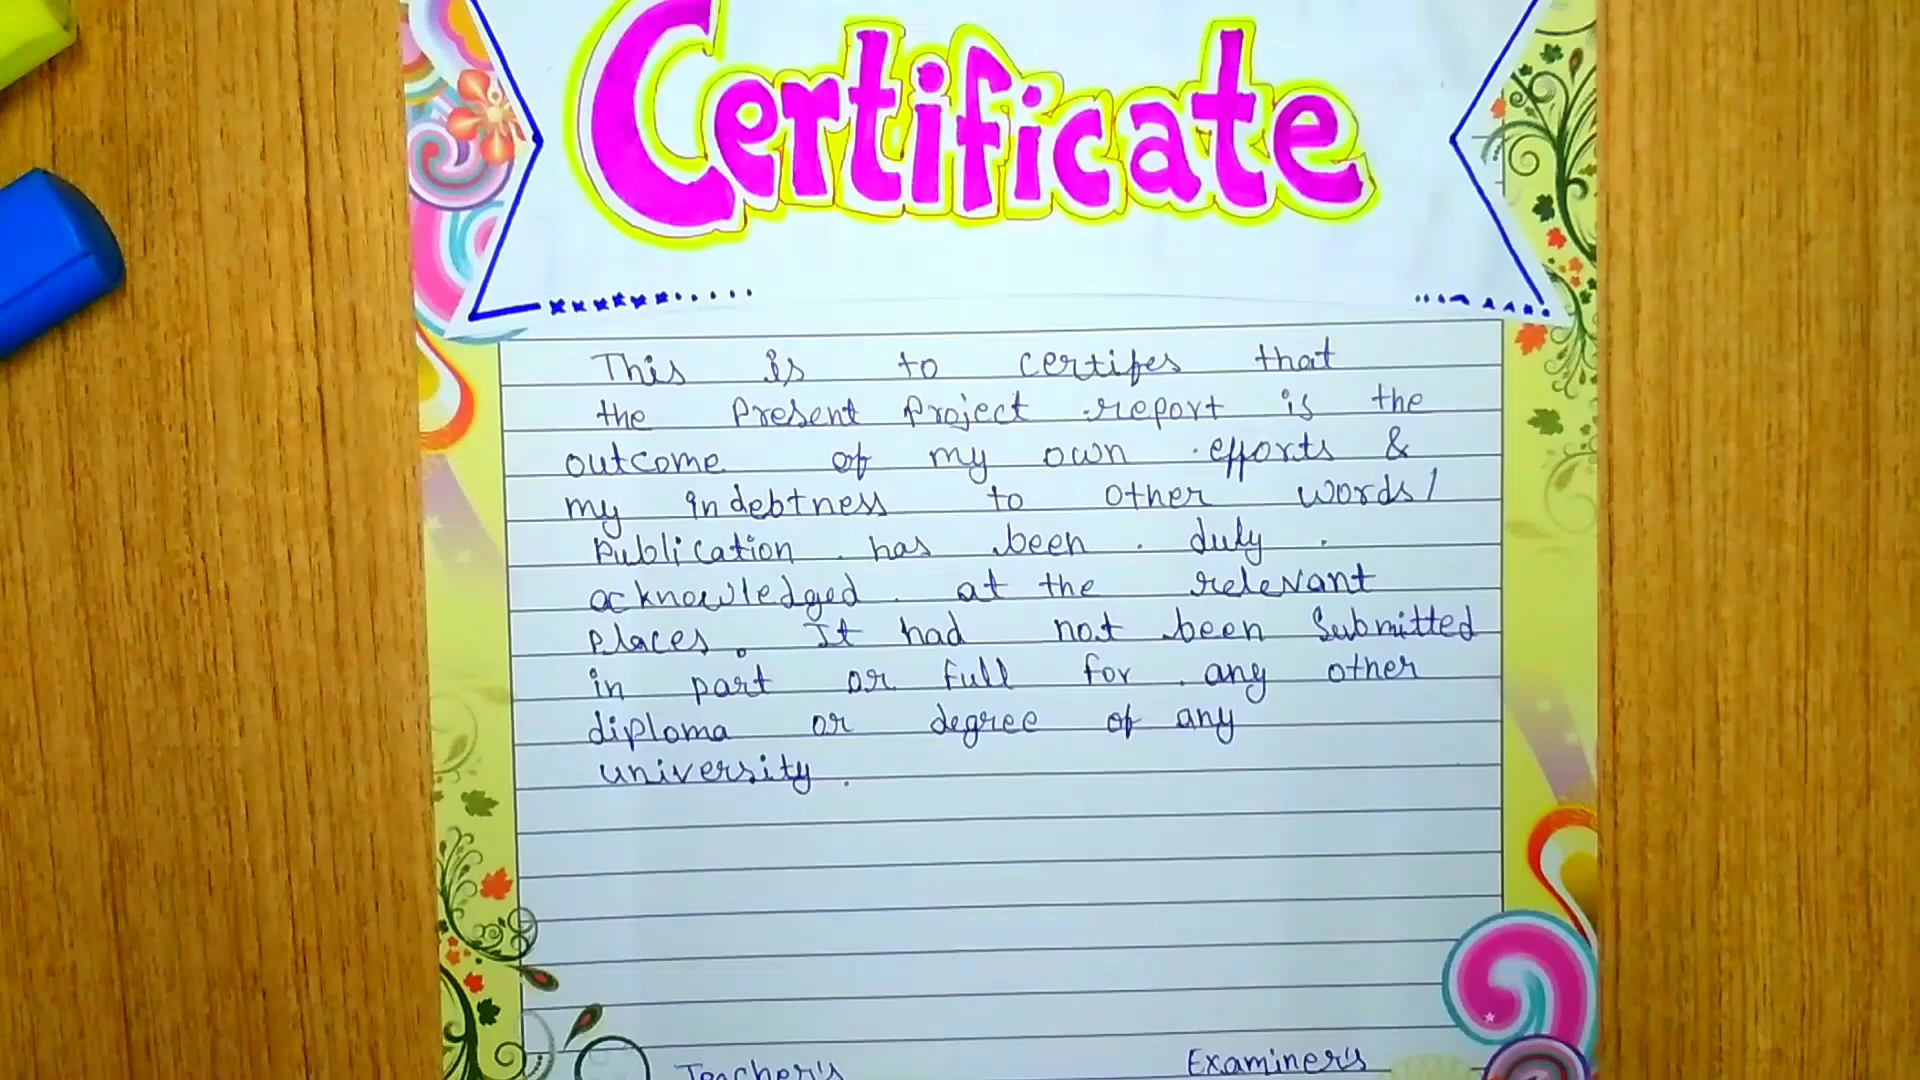 Certificate
This is to certifes that
the Present Project report is the
outcome of my own efforts &
my indebtness to other words/
Publication has been duly
acknowledged at the relevant
Places. It had not been Submitted
in part or full for any other
diploma or degree of any
university.
Teacher's Examiner's